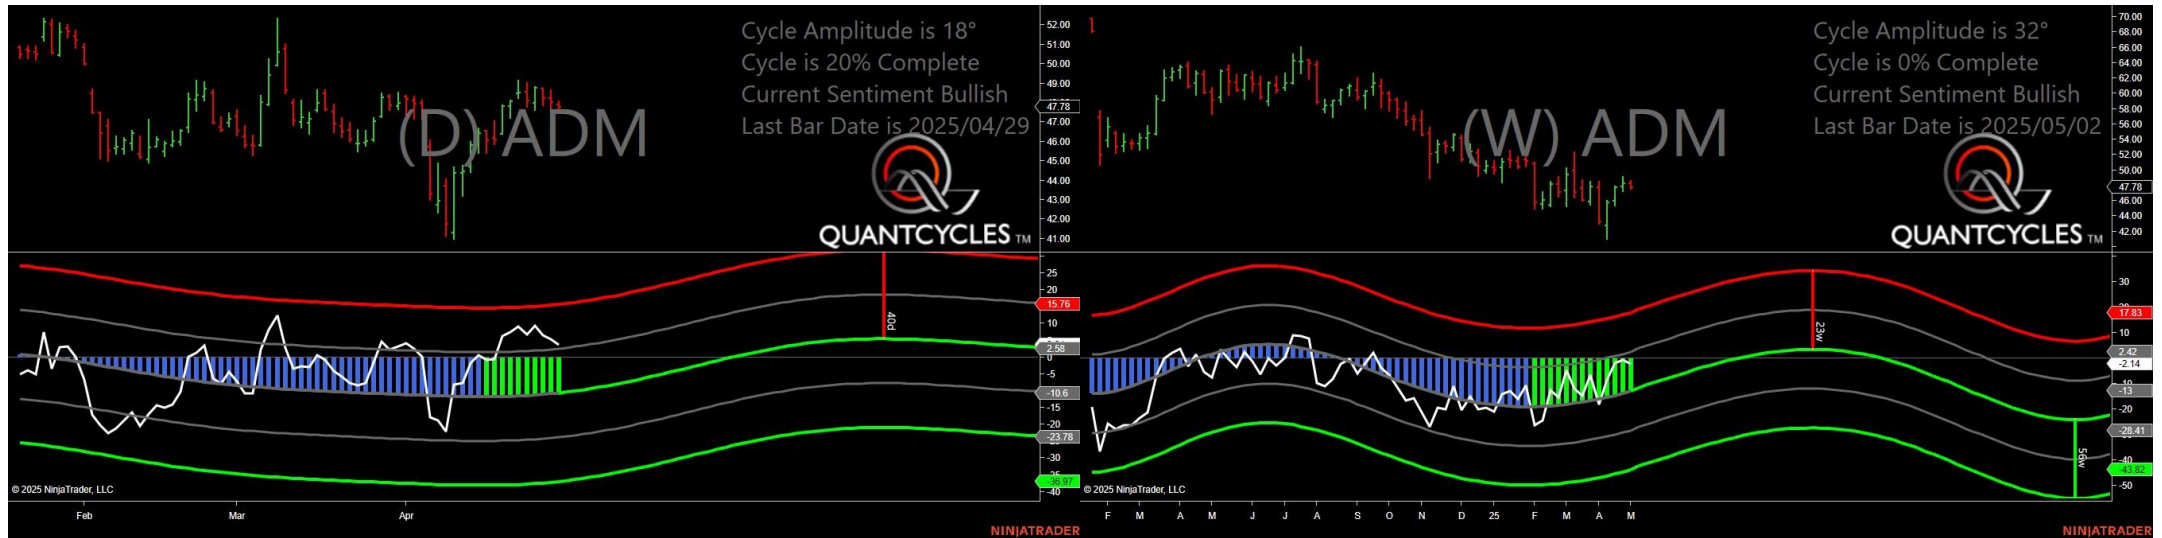 Cycle Amplitude is 18°
Cycle is 20% Complete
Current Sentiment Bullish
Last Bar Date is 2025/04/29
(D) ADM
QUANTCYCLES TM
52.00
51.00
50.00
49.00
47.78
47.00
46.00
45.00
44.00
43.00
42.00
41.00
25
20
15.76
10
2.58
0
-5
-10.6
-15
-20
-23.78
-30
-36.97
-40
40d
© 2025 NinjaTrader, LLC
Feb Mar Apr
NINJATRADER
Cycle Amplitude is 32°
Cycle is 0% Complete
Current Sentiment Bullish
Last Bar Date is 2025/05/02
(W) ADM
QUANTCYCLES TM
70.00
68.00
66.00
64.00
62.00
60.00
58.00
56.00
54.00
52.00
50.00
47.78
46.00
44.00
42.00
30
17.83
10
2.42
-2.14
-13
-20
-28.41
-40
-43.82
-50
23w
56w
© 2025 NinjaTrader, LLC
F M A M J J A S O N D 25 F M A M
NINJATRADER